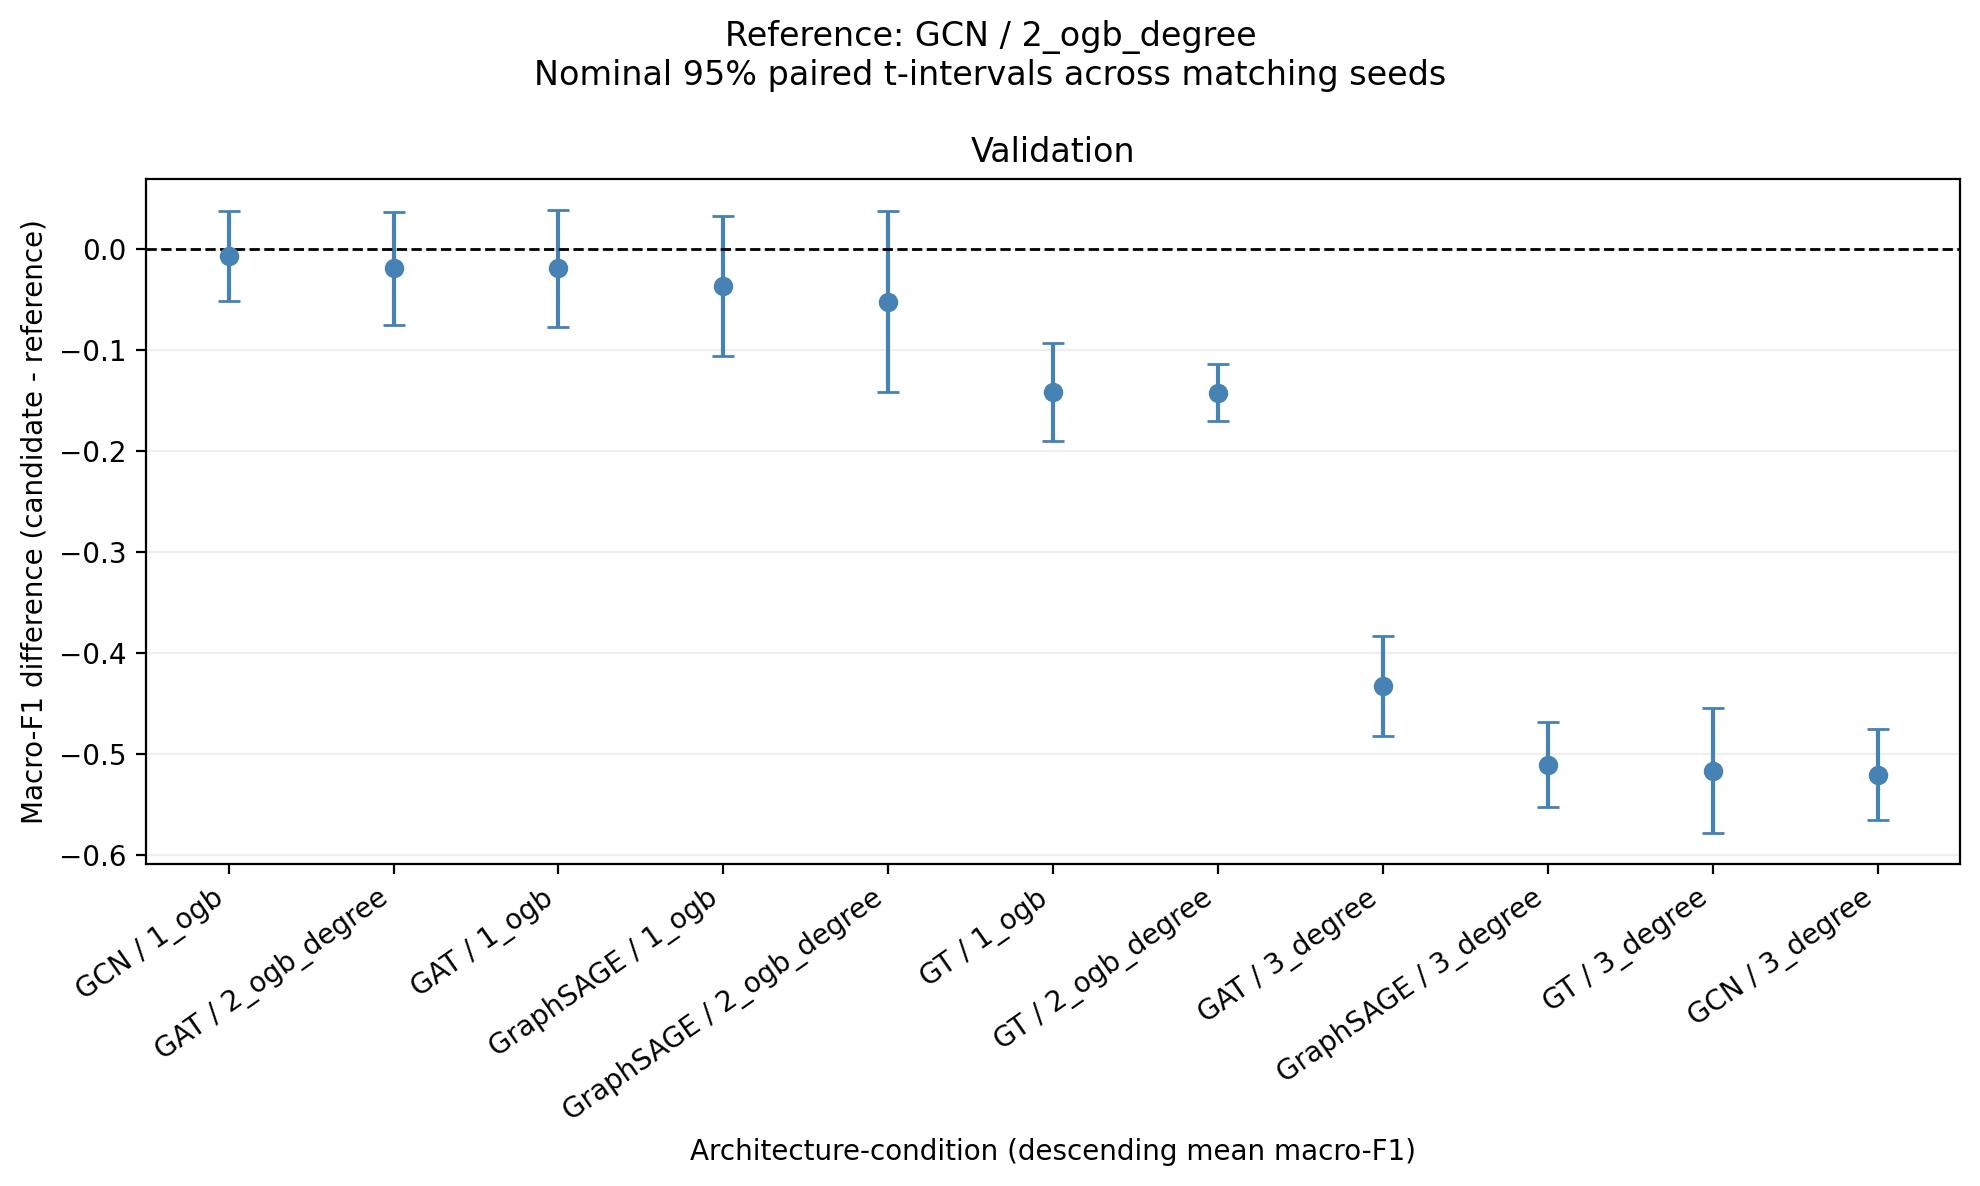 Reference: GCN / 2_ogb_degree
Nominal 95% paired t-intervals across matching seeds
Validation
Macro-F1 difference (candidate - reference)
0.0
−0.1
−0.2
−0.3
−0.4
−0.5
−0.6
GCN / 1_ogb
GAT / 2_ogb_degree
GAT / 1_ogb
GraphSAGE / 1_ogb
GraphSAGE / 2_ogb_degree
GT / 1_ogb
GT / 2_ogb_degree
GAT / 3_degree
GraphSAGE / 3_degree
GT / 3_degree
GCN / 3_degree
Architecture-condition (descending mean macro-F1)